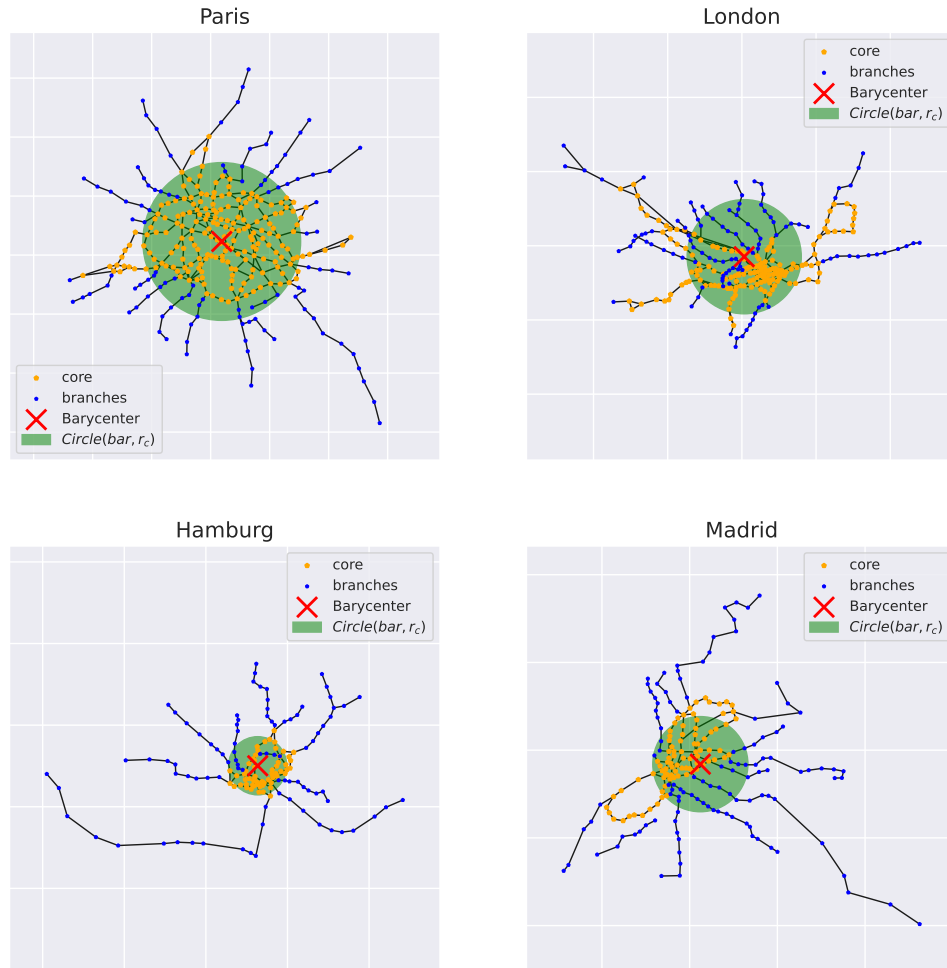 Paris
core
branches
Barycenter
Circle(bar, r_c)
London
core
branches
Barycenter
Circle(bar, r_c)
Hamburg
core
branches
Barycenter
Circle(bar, r_c)
Madrid
core
branches
Barycenter
Circle(bar, r_c)